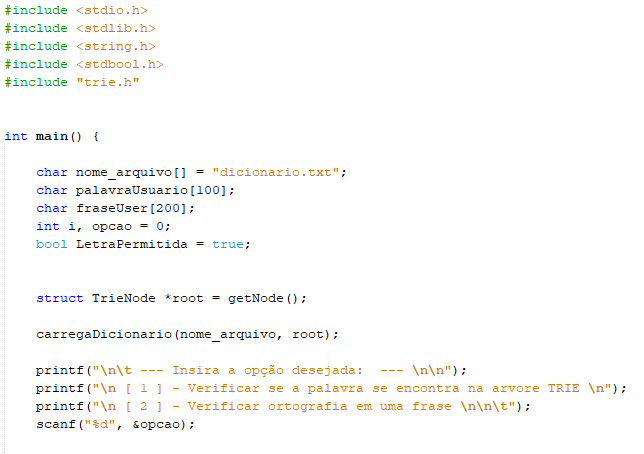 #include <stdio.h>
#include <stdlib.h>
#include <string.h>
#include <stdbool.h>
#include "trie.h"
int main() {
char nome_arquivo[] = "dicionario.txt";
char palavraUsuario[100];
char fraseUser[200];
int i, opcao = 0;
bool LetraPermitida = true;
struct TrieNode *root = getNode();
carregaDicionario(nome_arquivo, root);
printf("\n\t --- Insira a opção desejada:  --- \n\n");
printf("\n [ 1 ] - Verificar se a palavra se encontra na arvore TRIE \n");
printf("\n [ 2 ] - Verificar ortografia em uma frase \n\n\t");
scanf("%d", &opcao);